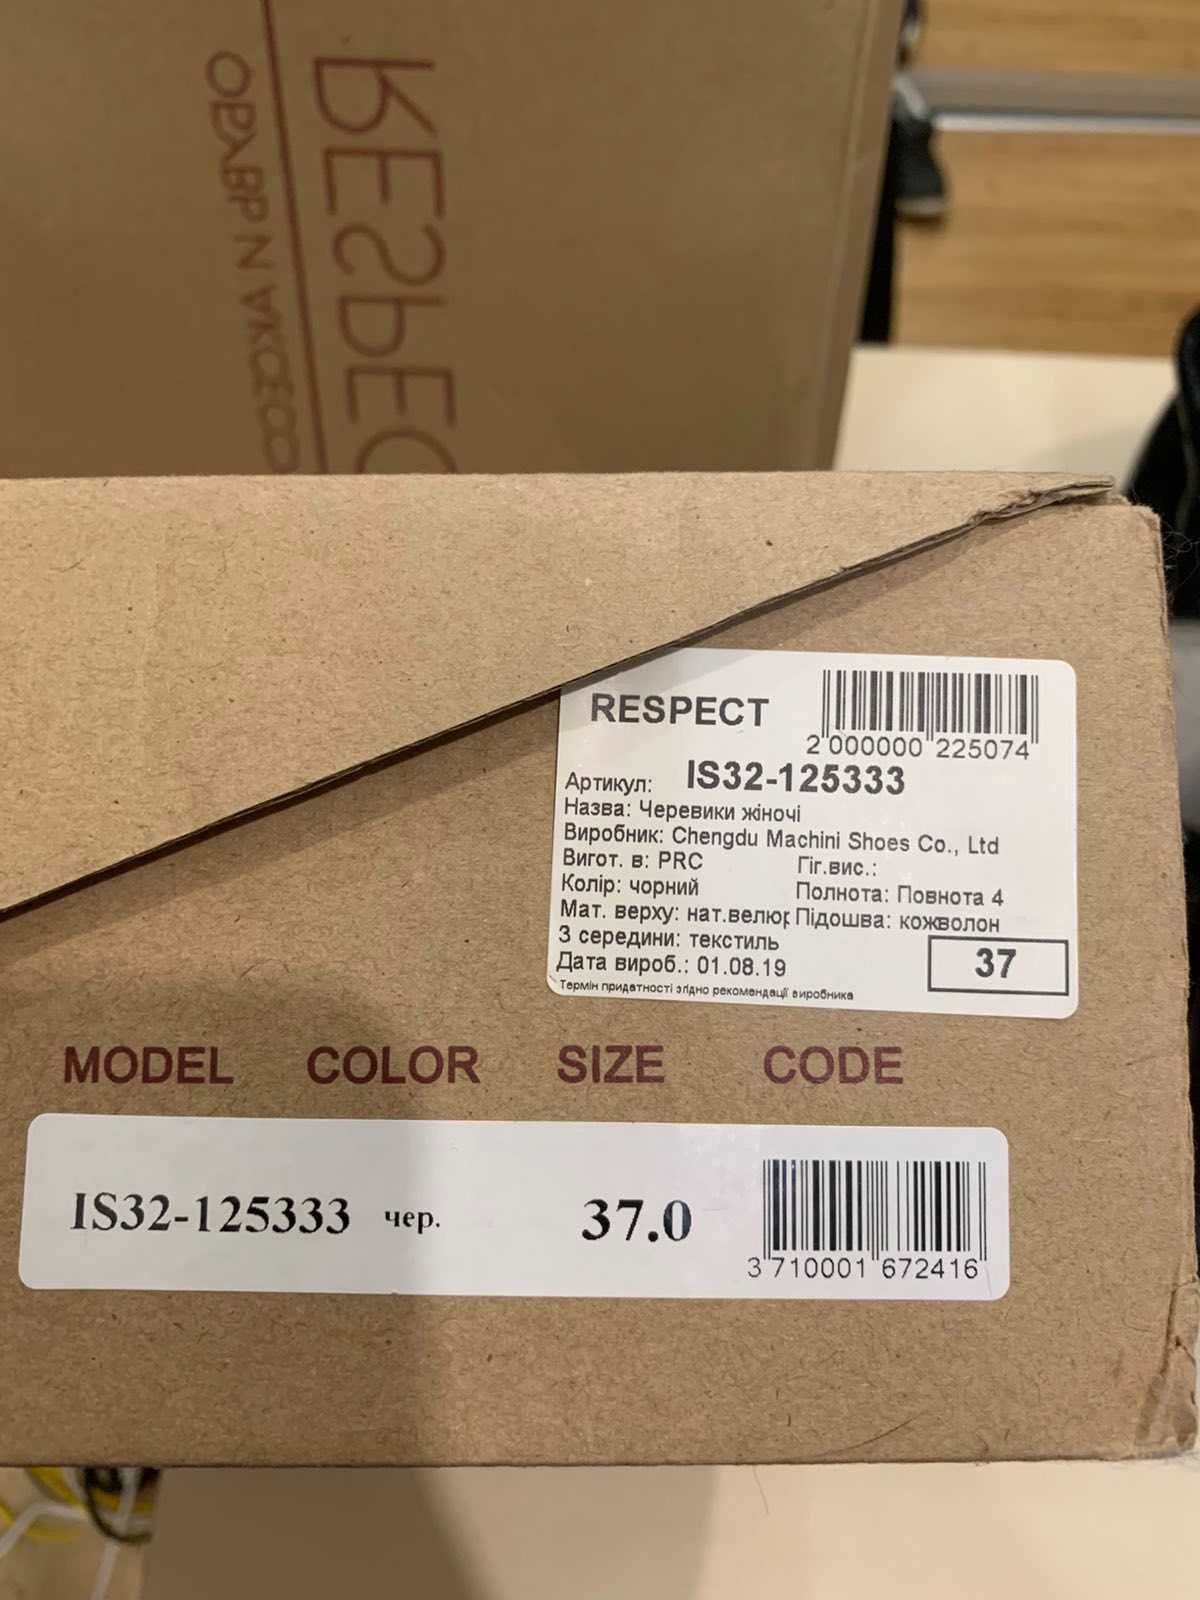 RESPEC
RESPECT
2 000000 225074
Артикул: IS32-125333
Назва: Черевики жіночі
Виробник: Chengdu Machini Shoes Co., Ltd
Вигот. в: PRC Гіг.вис.:
Колір: чорний Полнота: Повнота 4
Мат. верху: нат.велюр Підошва: кожволон
З середини: текстиль
Дата вироб.: 01.08.19
37
Термін придатності згідно рекомендації виробника
MODEL COLOR SIZE CODE
IS32-125333 чер. 37.0
3 710001 672416